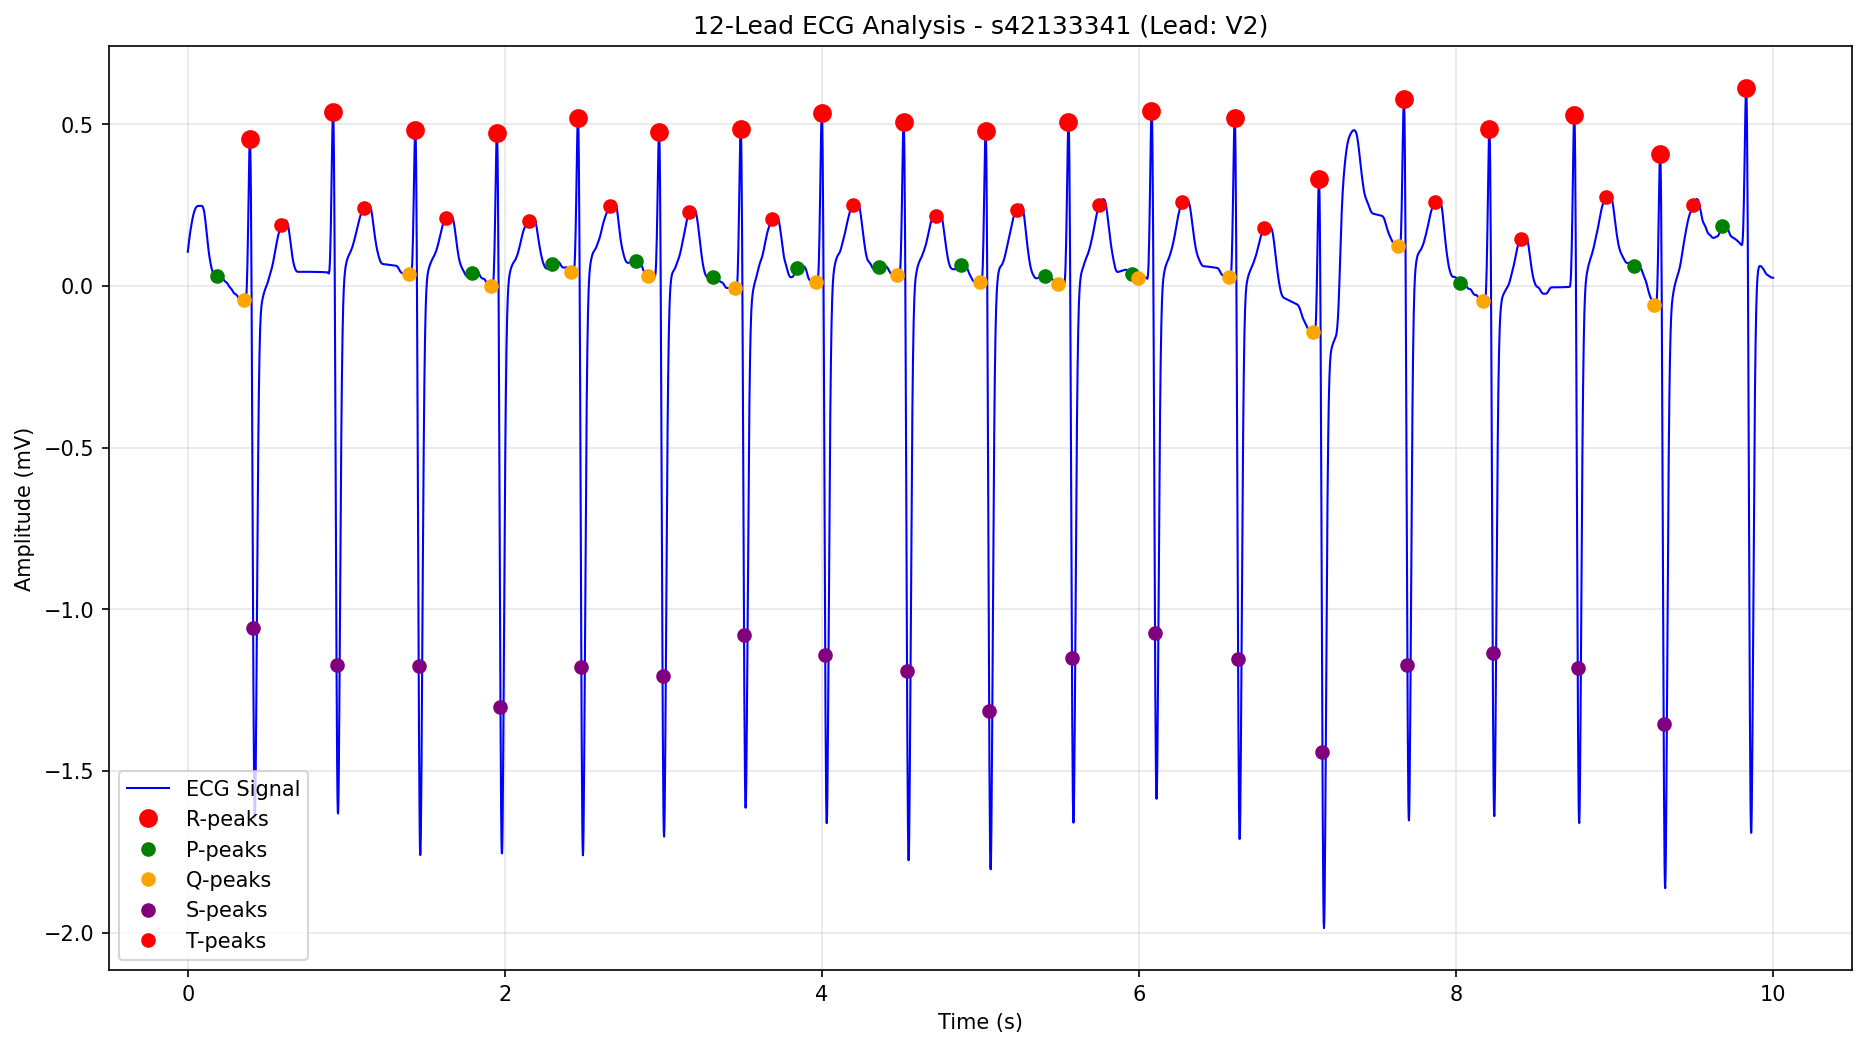 12-Lead ECG Analysis - s42133341 (Lead: V2)
Amplitude (mV)
0.5
0.0
−0.5
−1.0
−1.5
−2.0
ECG Signal
R-peaks
P-peaks
Q-peaks
S-peaks
T-peaks
0 2 4 6 8 10
Time (s)